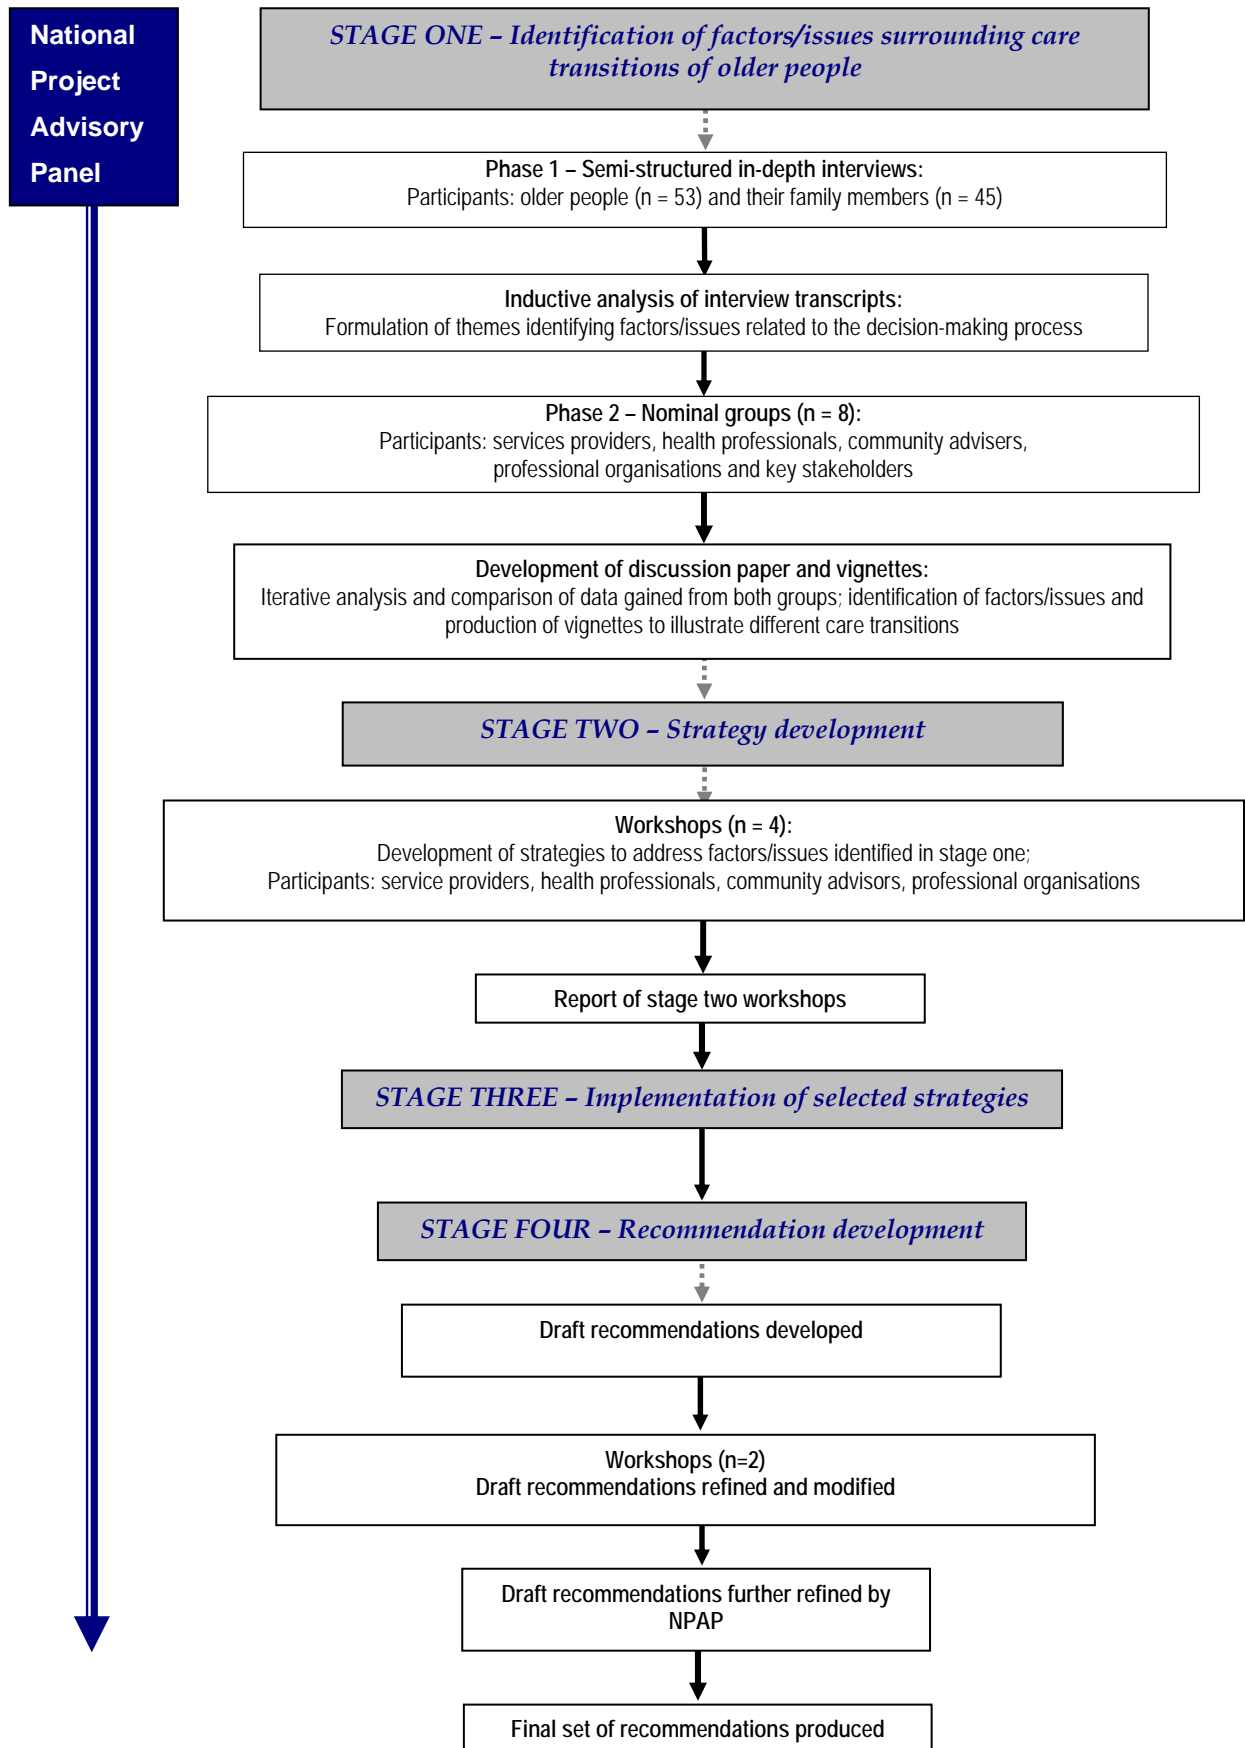 National
Project
Advisory
Panel
STAGE ONE – Identification of factors/issues surrounding care
transitions of older people
Phase 1 – Semi-structured in-depth interviews:
Participants: older people (n = 53) and their family members (n = 45)
Inductive analysis of interview transcripts:
Formulation of themes identifying factors/issues related to the decision-making process
Phase 2 – Nominal groups (n = 8):
Participants: services providers, health professionals, community advisers,
professional organisations and key stakeholders
Development of discussion paper and vignettes:
Iterative analysis and comparison of data gained from both groups; identification of factors/issues and
production of vignettes to illustrate different care transitions
STAGE TWO – Strategy development
Workshops (n = 4):
Development of strategies to address factors/issues identified in stage one;
Participants: service providers, health professionals, community advisors, professional organisations
Report of stage two workshops
STAGE THREE – Implementation of selected strategies
STAGE FOUR – Recommendation development
Draft recommendations developed
Workshops (n=2)
Draft recommendations refined and modified
Draft recommendations further refined by
NPAP
Final set of recommendations produced